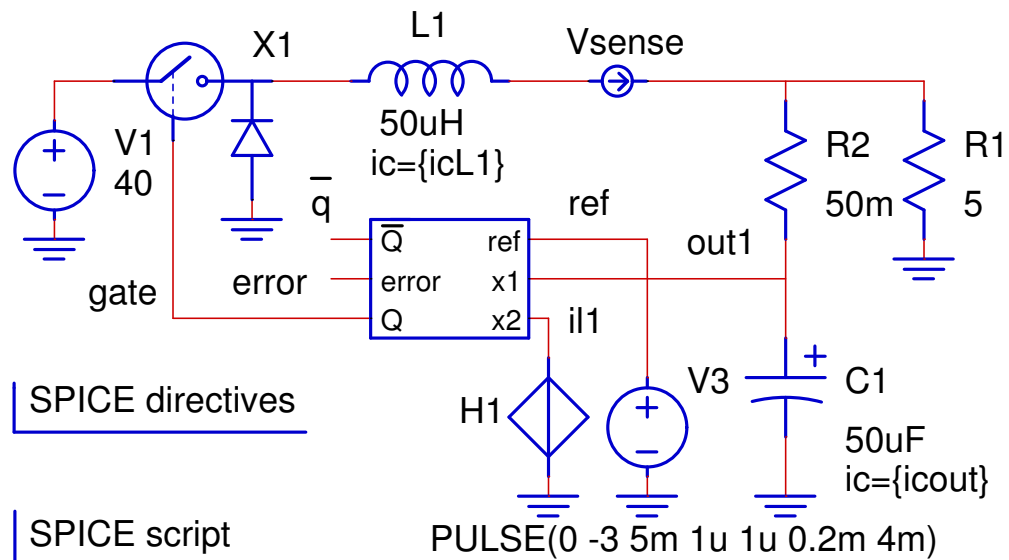 L1
X1
Vsense
V1
40
50uH
ic={icL1}
R2
50m
R1
5
q̅
ref
out1
gate
error
Q̅
error
Q
ref
x1
x2
il1
SPICE directives
H1
V3
C1
50uF
ic={icout}
SPICE script
PULSE(0 -3 5m 1u 1u 0.2m 4m)